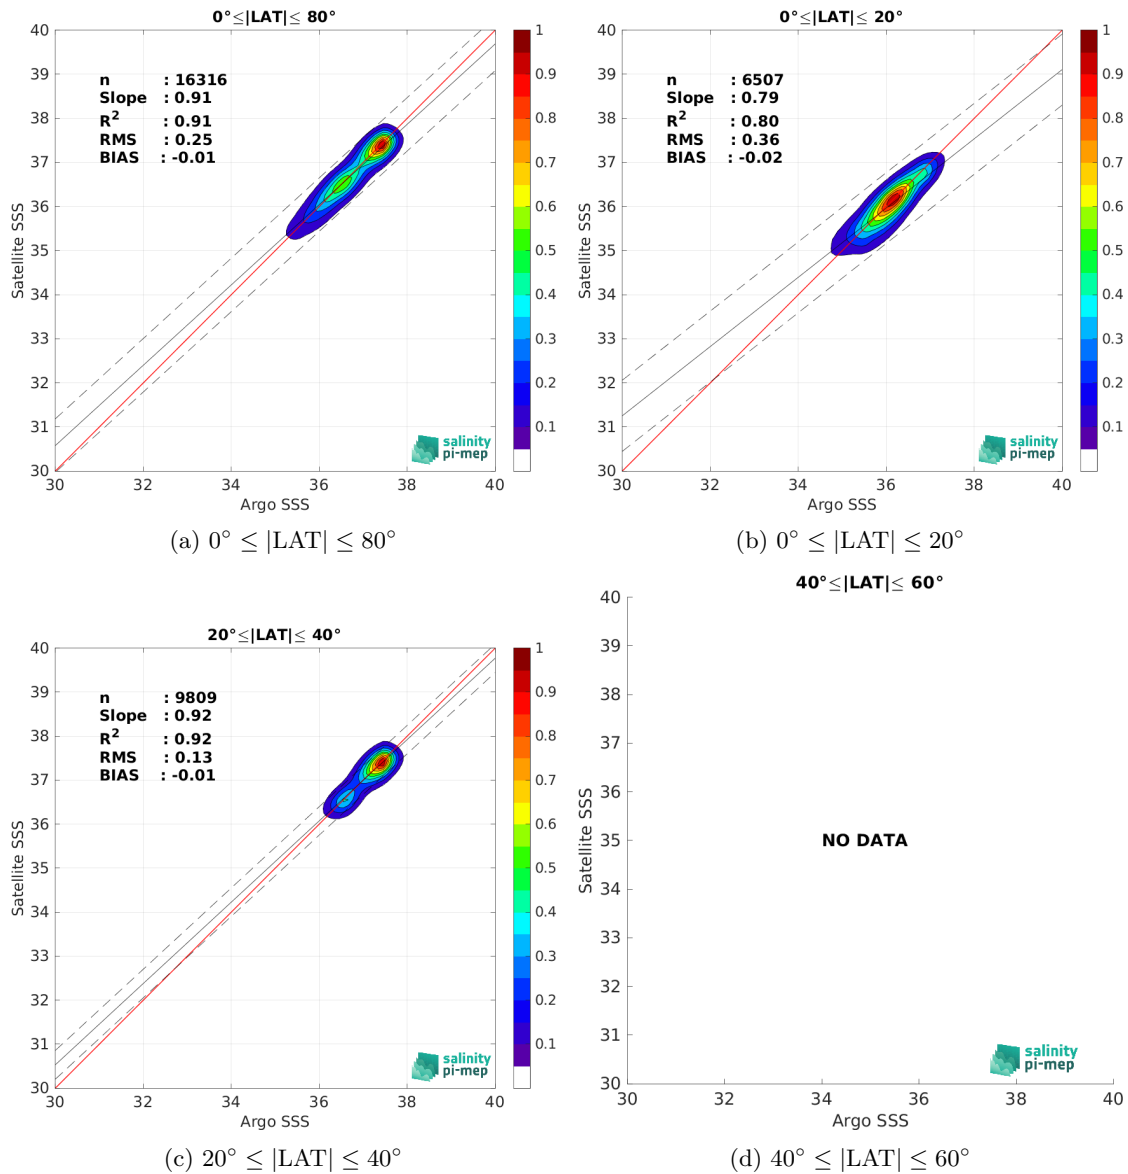 0°≤|LAT|≤ 80°
40
39
38
37
36
35
34
33
32
31
30
Satellite SSS
n : 16316
Slope : 0.91
R2 : 0.91
RMS : 0.25
BIAS : -0.01
salinity
pi-mep
30 32 34 36 38 40
Argo SSS
1
0.9
0.8
0.7
0.6
0.5
0.4
0.3
0.2
0.1
(a) 0° ≤ |LAT| ≤ 80°
0°≤|LAT|≤ 20°
40
39
38
37
36
35
34
33
32
31
30
Satellite SSS
n : 6507
Slope : 0.79
R2 : 0.80
RMS : 0.36
BIAS : -0.02
salinity
pi-mep
30 32 34 36 38 40
Argo SSS
1
0.9
0.8
0.7
0.6
0.5
0.4
0.3
0.2
0.1
(b) 0° ≤ |LAT| ≤ 20°
20°≤|LAT|≤ 40°
40
39
38
37
36
35
34
33
32
31
30
Satellite SSS
n : 9809
Slope : 0.92
R2 : 0.92
RMS : 0.13
BIAS : -0.01
salinity
pi-mep
30 32 34 36 38 40
Argo SSS
1
0.9
0.8
0.7
0.6
0.5
0.4
0.3
0.2
0.1
(c) 20° ≤ |LAT| ≤ 40°
40°≤|LAT|≤ 60°
40
39
38
37
36
35
34
33
32
31
30
Satellite SSS
NO DATA
salinity
pi-mep
30 32 34 36 38 40
Argo SSS
(d) 40° ≤ |LAT| ≤ 60°